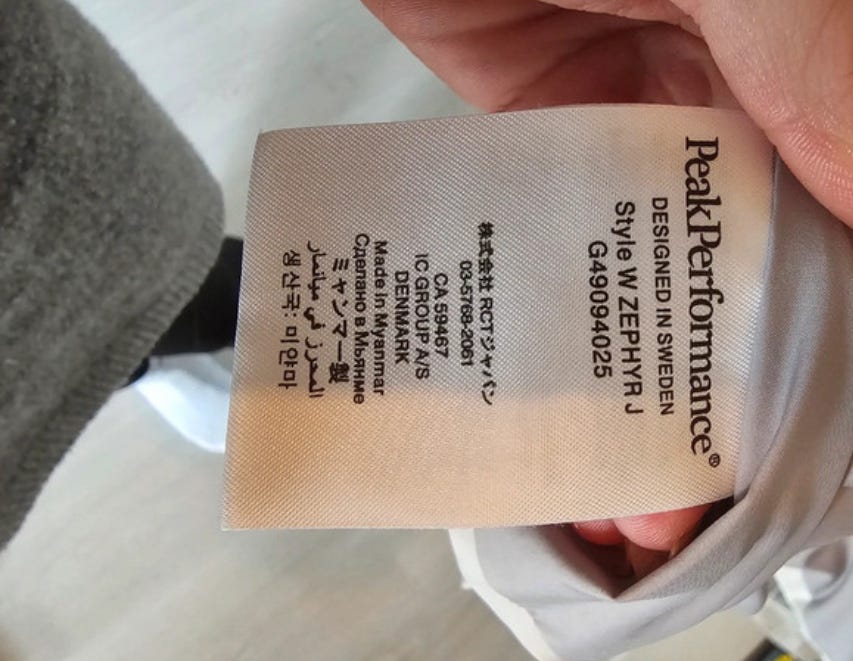 PeakPerformance®
DESIGNED IN SWEDEN
Style W ZEPHYR J
G49094025
株式会社 RCTジャパン
03-5768-2061
CA 59467
IC GROUP A/S
DENMARK
Made in Myanmar
Сделано в Мьянме
ミャンマー製
المحرز في ميانمار
생산국: 미얀마